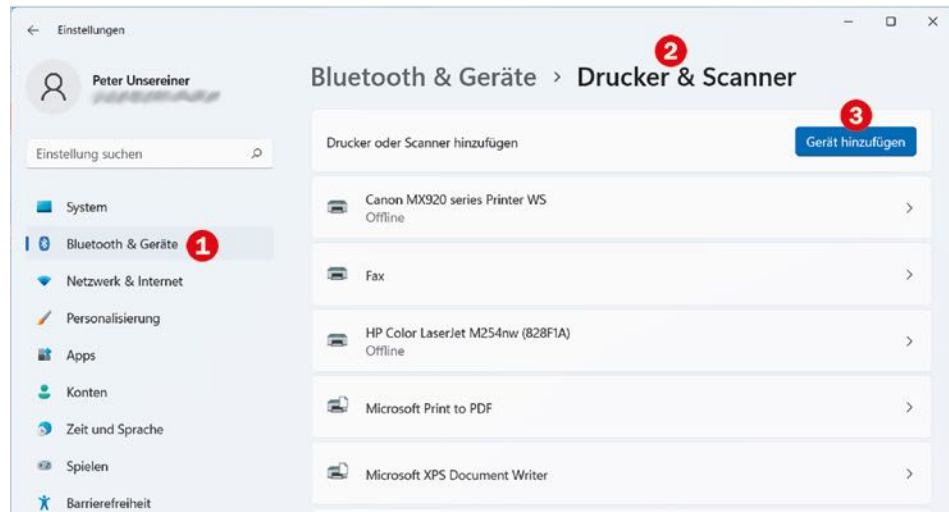 Einstellungen
Peter Unsereiner
Einstellung suchen
System
Bluetooth & Geräte 1
Netzwerk & Internet
Personalisierung
Apps
Konten
Zeit und Sprache
Spielen
Barrierefreiheit
2
Bluetooth & Geräte > Drucker & Scanner
3
Drucker oder Scanner hinzufügen Gerät hinzufügen
Canon MX920 series Printer WS
Offline
Fax
HP Color LaserJet M254nw (828F1A)
Offline
Microsoft Print to PDF
Microsoft XPS Document Writer